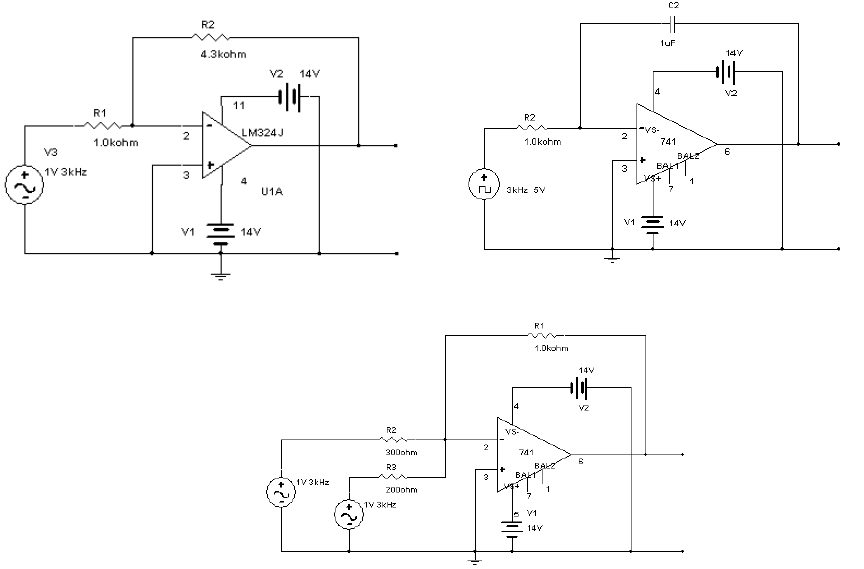 R2
4.3kohm
V2 14V
11
R1
1.0kohm
2
LM324J
V3
1V 3kHz
3
4
U1A
V1 14V
C2
1uF
14V
V2
4
R2
1.0kohm
2
VS-
741
6
3
BAL2
BAL1
VS+
1
7
3kHz 5V
V1 14V
R1
1.0kohm
14V
V2
4
R2
300ohm
2
VS-
741
6
R3
200ohm
3
BAL2
BAL1
VS+
1
7
1V 3kHz
1V 3kHz
V1
14V